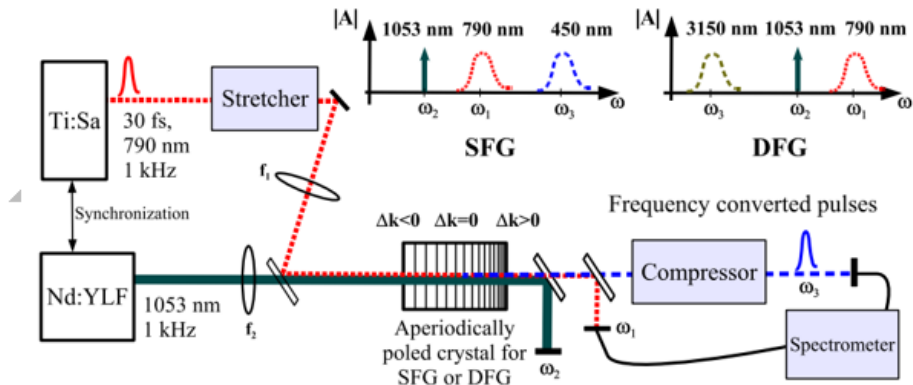 |A|
1053 nm 790 nm 450 nm
ω₂ ω₁ ω₃ ω
SFG
|A|
3150 nm 1053 nm 790 nm
ω₃ ω₂ ω₁ ω
DFG
Ti:Sa
30 fs,
790 nm
1 kHz
Stretcher
f₁
Synchronization
Nd:YLF
1053 nm
1 kHz
f₂
Δk<0 Δk=0 Δk>0
Aperiodically
poled crystal for
SFG or DFG
ω₂
ω₁
Frequency converted pulses
Compressor
ω₃
Spectrometer